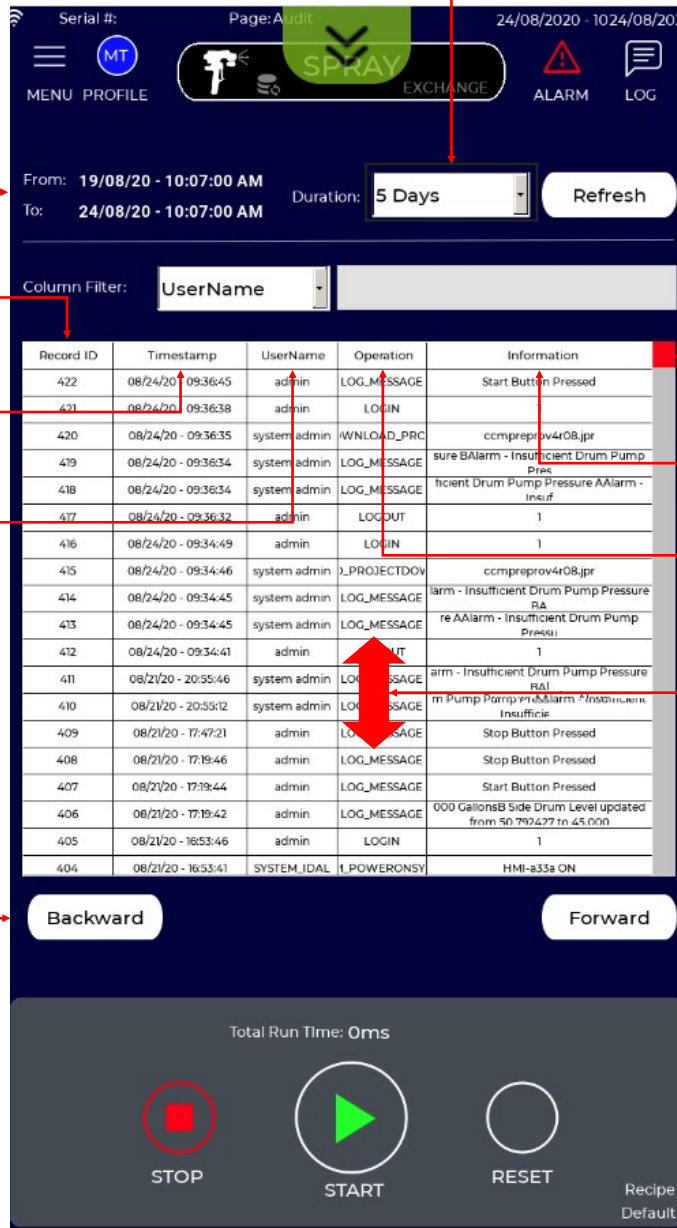 Serial #: Page: Audit 24/08/2020 - 1024/08/20
MT
SPRAY
EXCHANGE
MENU PROFILE ALARM LOG
From: 19/08/20 - 10:07:00 AM
To: 24/08/20 - 10:07:00 AM
Duration: 5 Days Refresh
Column Filter: UserName
Record ID Timestamp UserName Operation Information
422 08/24/20 - 09:36:45 admin LOG_MESSAGE Start Button Pressed
421 08/24/20 - 09:36:38 admin LOGIN
420 08/24/20 - 09:36:35 system admin WNLOAD_PRC ccmpreprov4r08.jpr
419 08/24/20 - 09:36:34 system admin LOG_MESSAGE sure BAlarm - Insufficient Drum Pump
Pres
418 08/24/20 - 09:36:34 system admin LOG_MESSAGE ficient Drum Pump Pressure AAlarm -
Insuf
417 08/24/20 - 09:36:32 admin LOGOUT 1
416 08/24/20 - 09:34:49 admin LOGIN 1
415 08/24/20 - 09:34:46 system admin _PROJECTDOW ccmpreprov4r08.jpr
414 08/24/20 - 09:34:45 system admin LOG_MESSAGE larm - Insufficient Drum Pump Pressure
BA
413 08/24/20 - 09:34:45 system admin LOG_MESSAGE re AAlarm - Insufficient Drum Pump
Pressu
412 08/24/20 - 09:34:41 admin UT 1
411 08/21/20 - 20:55:46 system admin LOG SSAGE arm - Insufficient Drum Pump Pressure
BAl
410 08/21/20 - 20:55:12 system admin LOG SSAGE m Pump
Insufficie
409 08/21/20 - 17:47:21 admin LOG SSAGE Stop Button Pressed
408 08/21/20 - 17:19:46 admin LOG_MESSAGE Stop Button Pressed
407 08/21/20 - 17:19:44 admin LOG_MESSAGE Start Button Pressed
406 08/21/20 - 17:19:42 admin LOG_MESSAGE 000 GallonsB Side Drum Level updated
from 50.792427 to 45.000
405 08/21/20 - 16:53:46 admin LOGIN 1
404 08/21/20 - 16:53:41 SYSTEM_IDAL M_POWERONSY HMI-a33a ON
Backward Forward
Total Run TIme: 0ms
STOP START RESET
Recipe
Default